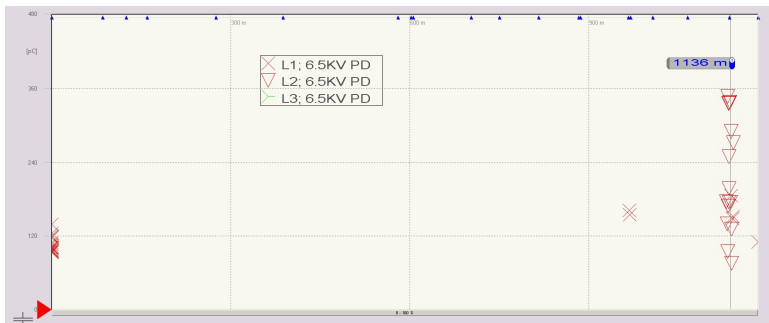 480
300 m
600 m
900 m
[pC]
L1; 6.5KV PD
L2; 6.5KV PD
L3; 6.5KV PD
1136 m
360
240
120
0